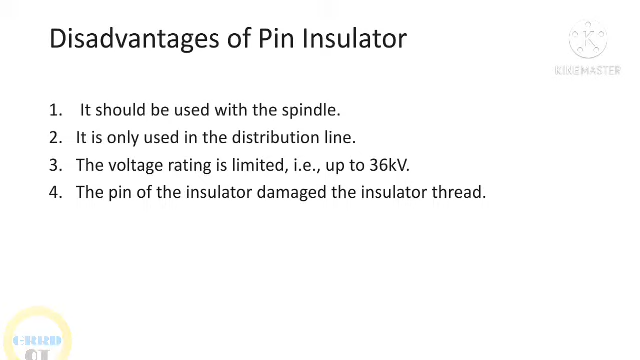 Disadvantages of Pin Insulator
K
KINEMASTER
1. It should be used with the spindle.
2. It is only used in the distribution line.
3. The voltage rating is limited, i.e., up to 36kV.
4. The pin of the insulator damaged the insulator thread.